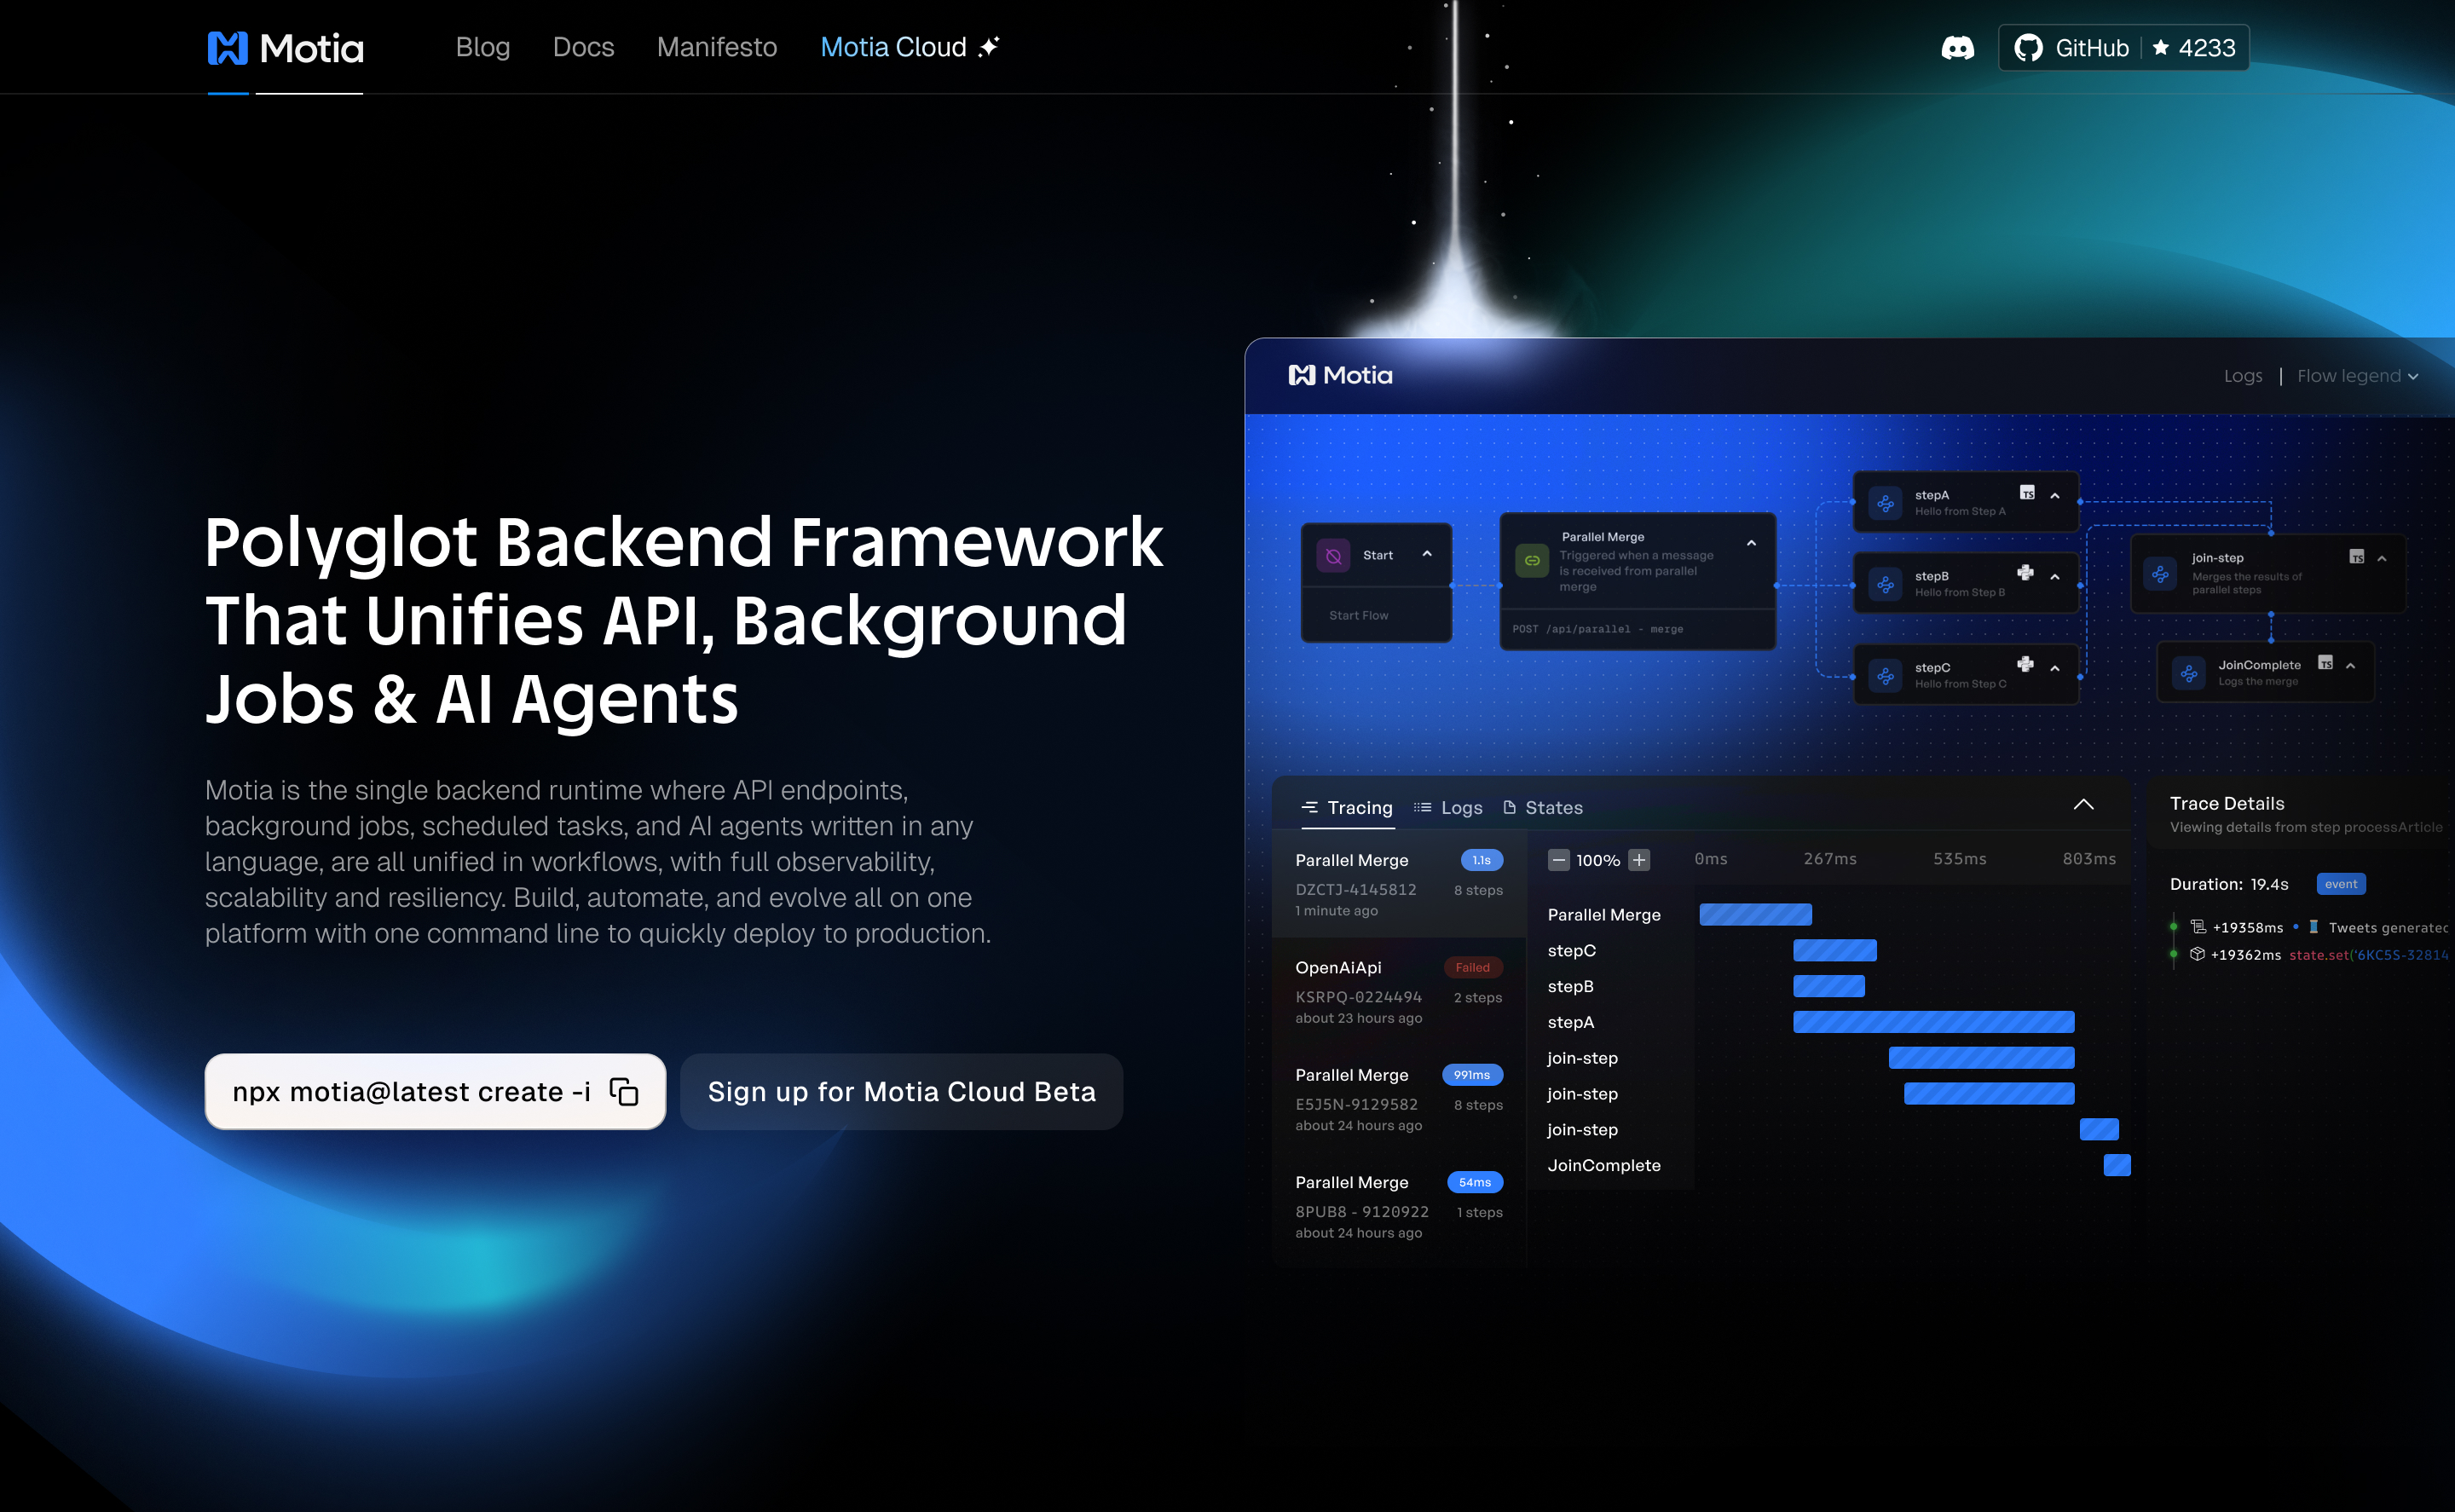 Motia
Blog
Docs
Manifesto
Motia Cloud
GitHub
4233
Polyglot Backend Framework
That Unifies API, Background
Jobs & AI Agents
Motia is the single backend runtime where API endpoints,
background jobs, scheduled tasks, and AI agents written in any
language, are all unified in workflows, with full observability,
scalability and resiliency. Build, automate, and evolve all on one
platform with one command line to quickly deploy to production.
npx motia@latest create -i
Sign up for Motia Cloud Beta
Motia
Logs
Flow legend
Start
Start Flow
Parallel Merge
Triggered when a message
is received from parallel
merge
POST /api/parallel - merge
stepA
TS
Hello from Step A
stepB
Hello from Step B
stepC
Hello from Step C
join-step
TS
Merges the results of
parallel steps
JoinComplete
TS
Logs the merge
Tracing
Logs
States
Parallel Merge
1.1s
DZCTJ-4145812
8 steps
1 minute ago
OpenAiApi
Failed
KSRPQ-0224494
2 steps
about 23 hours ago
Parallel Merge
991ms
E5J5N-9129582
8 steps
about 24 hours ago
Parallel Merge
54ms
8PUB8 - 9120922
1 steps
about 24 hours ago
100%
0ms
267ms
535ms
803ms
Parallel Merge
stepC
stepB
stepA
join-step
join-step
join-step
JoinComplete
Trace Details
Viewing details from step processArticle
Duration: 19.4s
event
+19358ms
Tweets generated
+19362ms
state.set('6KC5S-32814